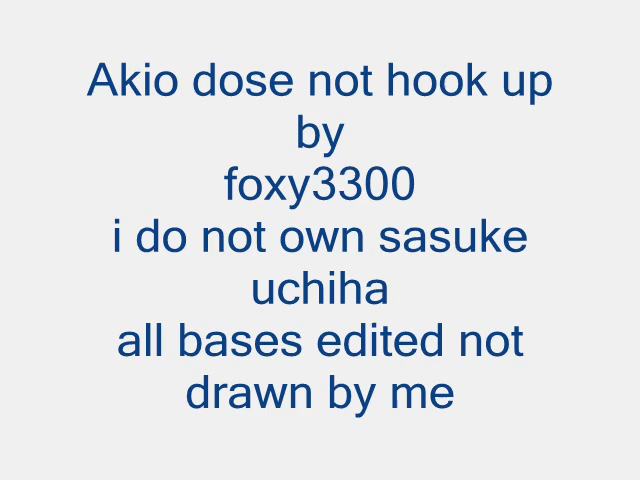 Akio dose not hook up
by
foxy3300
i do not own sasuke
uchiha
all bases edited not
drawn by me